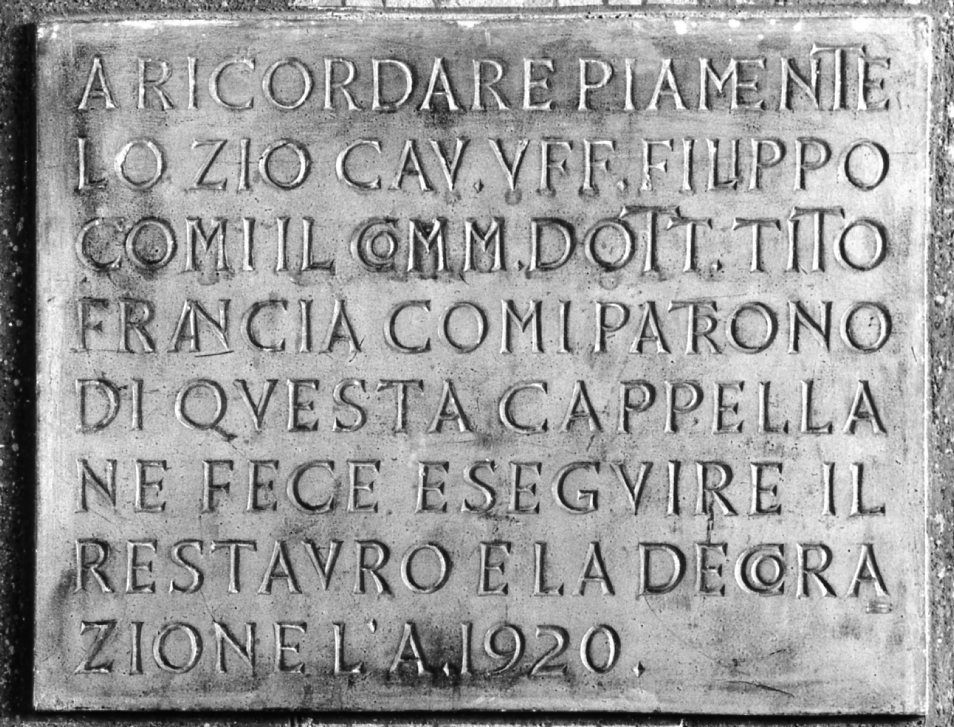 A RICORDARE PIAMENTE
LO ZIO CAV. VFF. FILIPPO
COMI IL COMM. DOTT. TITO
FRANCIA COMI PATRONO
DI QVESTA CAPPELLA
NE FECE ESEGVIRE IL
RESTAVRO E LA DECORA
ZIONE L'A. 1920.